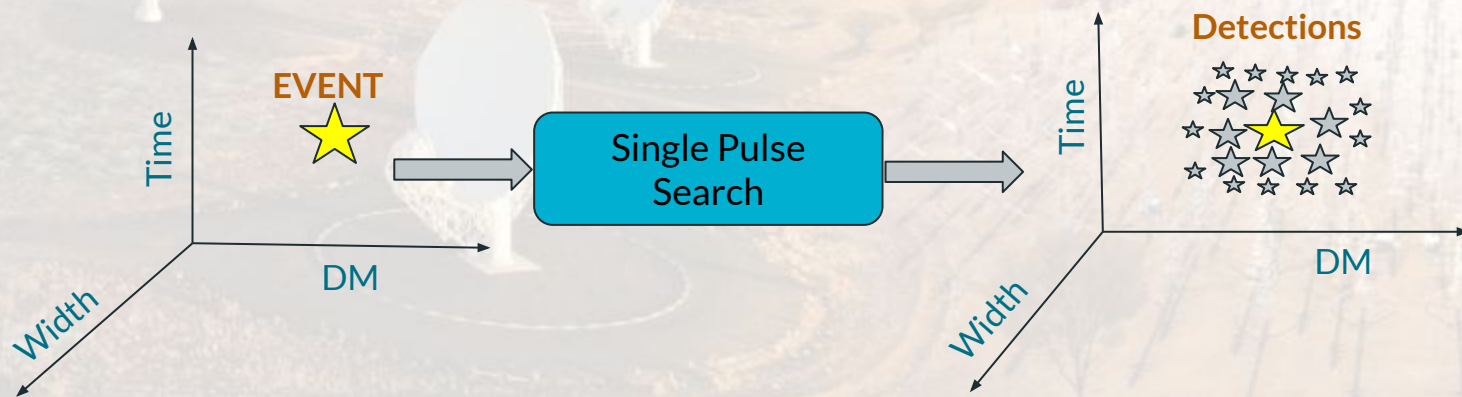 EVENT
Time
DM
Width
Single Pulse
Search
Detections
Time
DM
Width